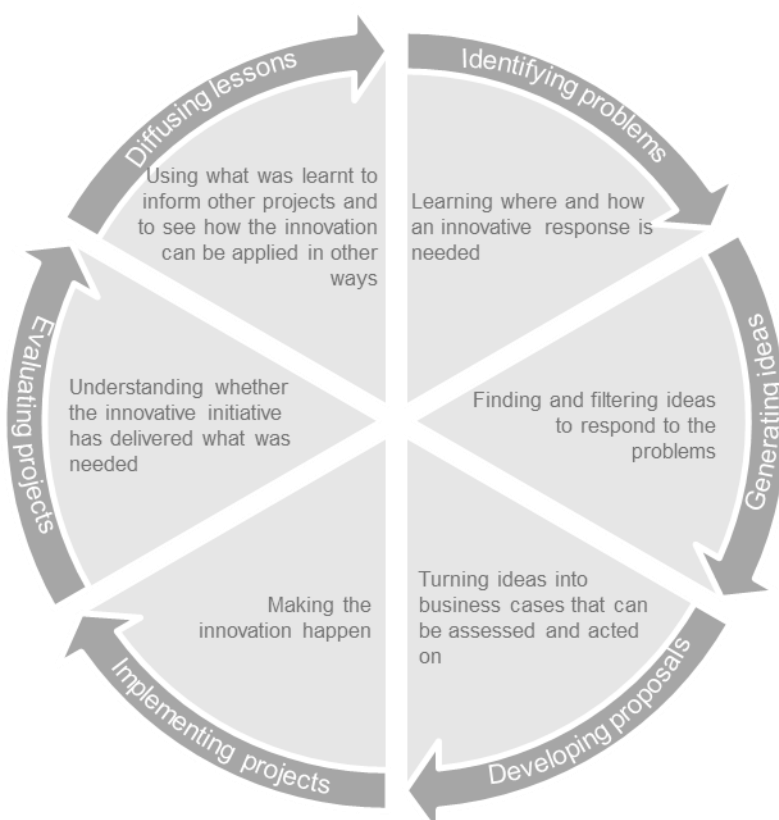 Identifying problems
Learning where and how
an innovative response is
needed
Generating ideas
Finding and filtering ideas
to respond to the
problems
Developing proposals
Turning ideas into
business cases that can
be assessed and acted
on
Implementing projects
Making the
innovation happen
Evaluating projects
Understanding whether
the innovative initiative
has delivered what was
needed
Diffusing lessons
Using what was learnt to
inform other projects and
to see how the innovation
can be applied in other
ways